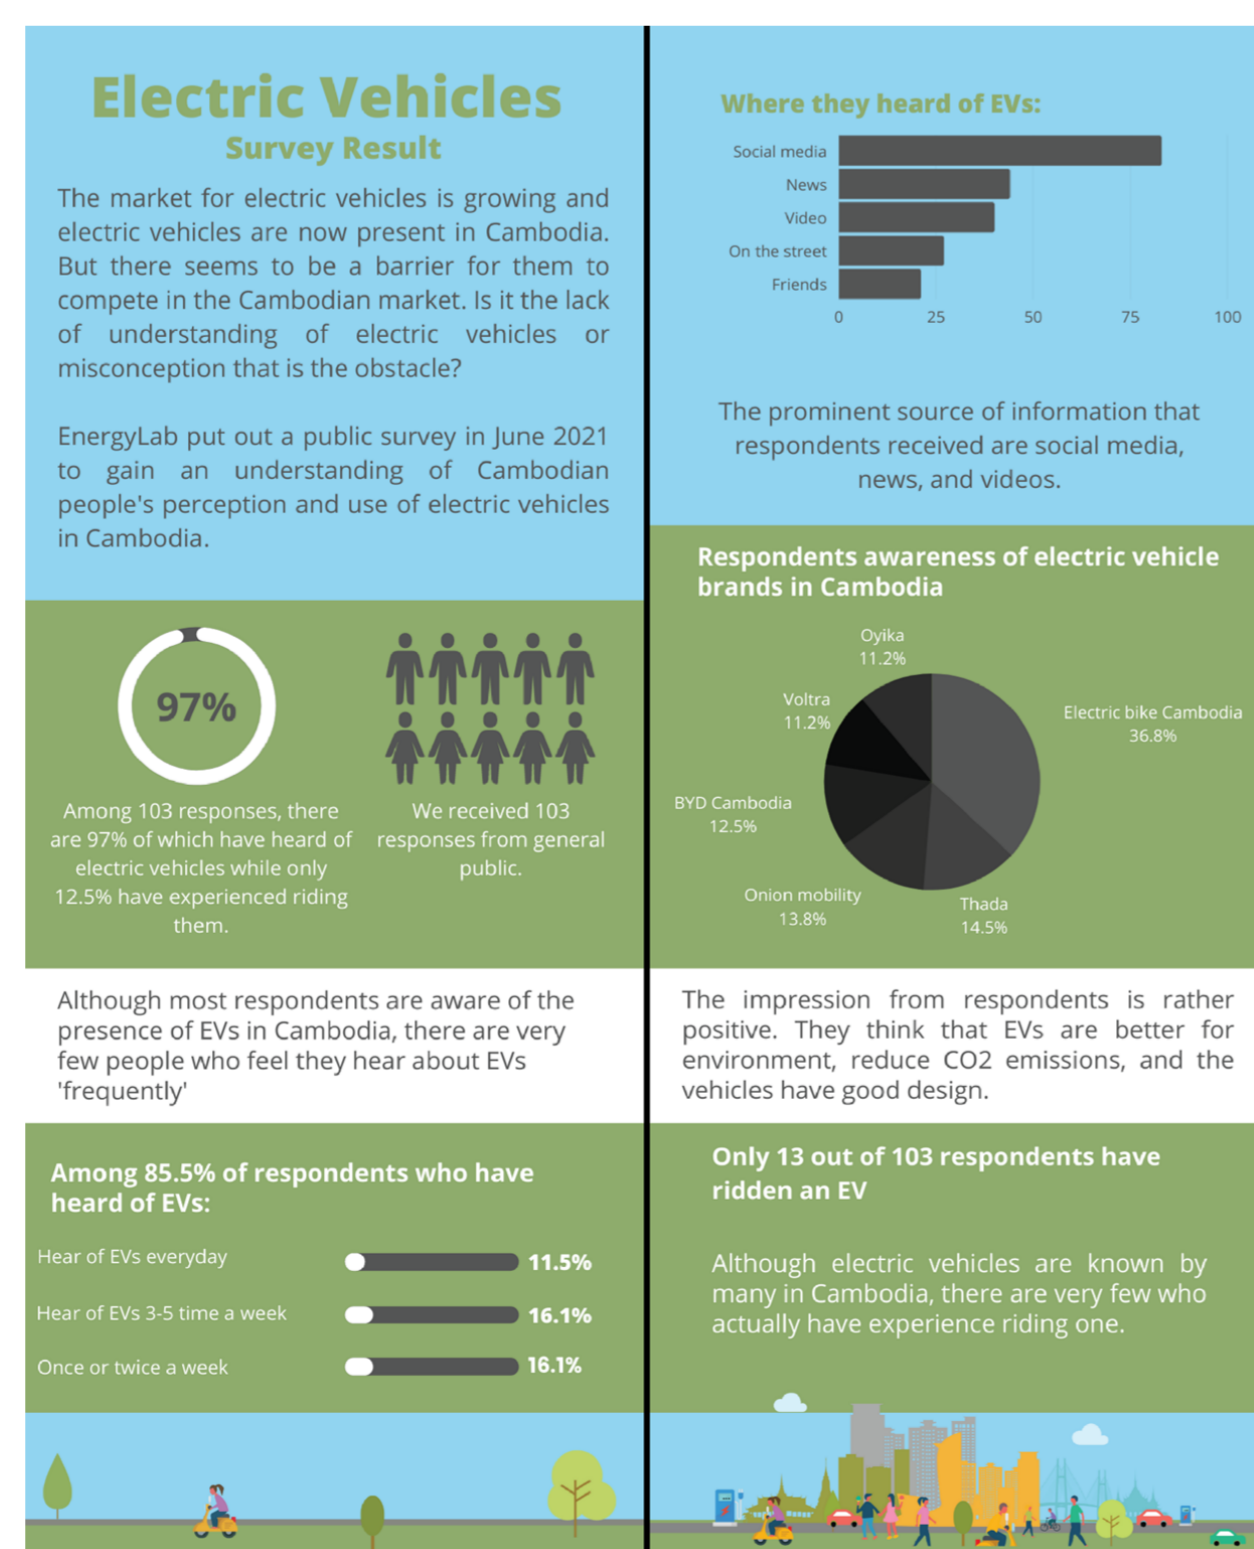 Electric Vehicles
Survey Result
The market for electric vehicles is growing and
electric vehicles are now present in Cambodia.
But there seems to be a barrier for them to
compete in the Cambodian market. Is it the lack
of understanding of electric vehicles or
misconception that is the obstacle?
EnergyLab put out a public survey in June 2021
to gain an understanding of Cambodian
people's perception and use of electric vehicles
in Cambodia.
97%
Among 103 responses, there
are 97% of which have heard of
electric vehicles while only
12.5% have experienced riding
them.
We received 103
responses from general
public.
Although most respondents are aware of the
presence of EVs in Cambodia, there are very
few people who feel they hear about EVs
'frequently'
Among 85.5% of respondents who have
heard of EVs:
Hear of EVs everyday
11.5%
Hear of EVs 3-5 time a week
16.1%
Once or twice a week
16.1%
Where they heard of EVs:
Social media
News
Video
On the street
Friends
0 25 50 75 100
The prominent source of information that
respondents received are social media,
news, and videos.
Respondents awareness of electric vehicle
brands in Cambodia
Oyika
11.2%
Voltra
11.2%
Electric bike Cambodia
36.8%
BYD Cambodia
12.5%
Onion mobility
13.8%
Thada
14.5%
The impression from respondents is rather
positive. They think that EVs are better for
environment, reduce CO2 emissions, and the
vehicles have good design.
Only 13 out of 103 respondents have
ridden an EV
Although electric vehicles are known by
many in Cambodia, there are very few who
actually have experience riding one.